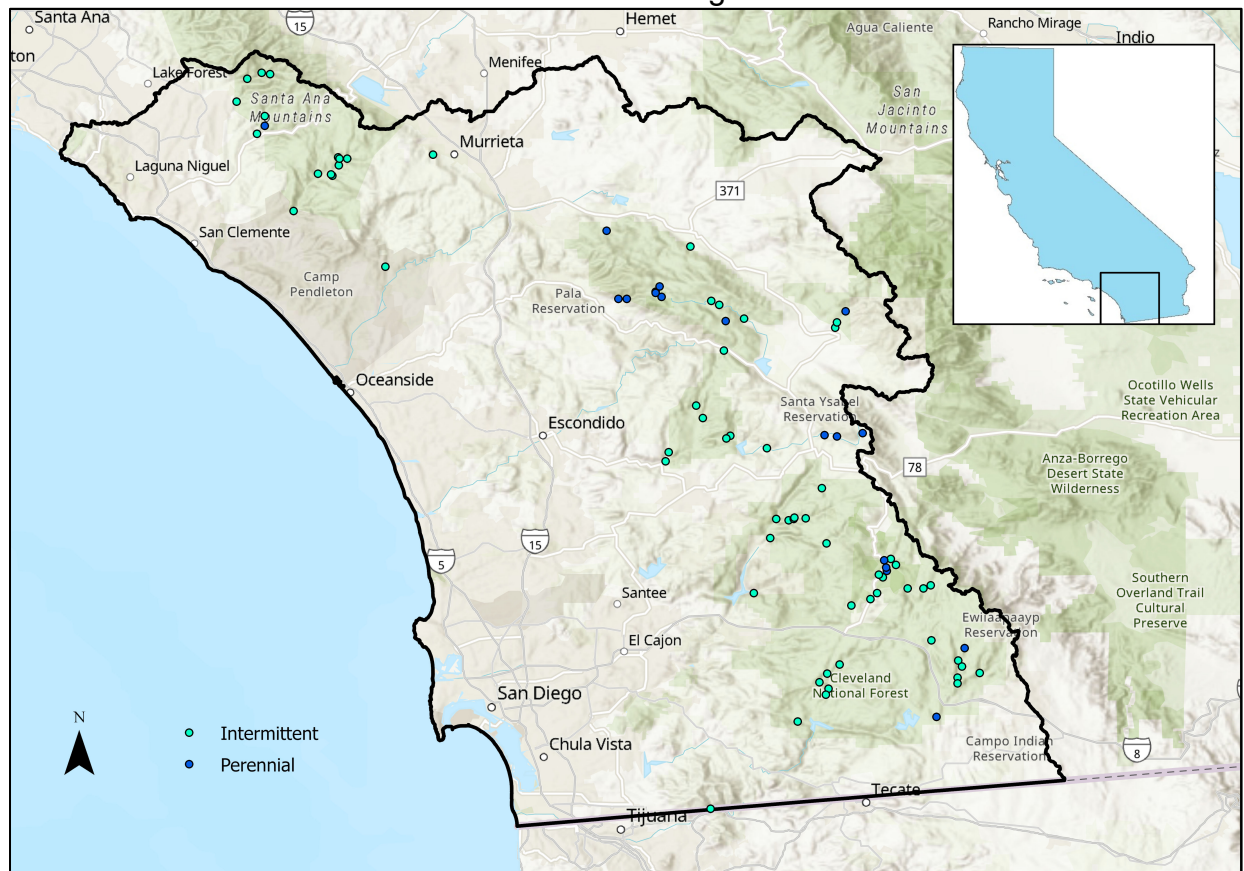 Santa Ana
15
Hemet
Agua Caliente
Rancho Mirage
Indio
ton
Menifee
Lake Forest
Santa Ana
Mountains
San
Jacinto
Mountains
Murrieta
z
Laguna Niguel
371
San Clemente
Camp
Pendleton
Pala
Reservation
Oceanside
Santa Ysabel
Reservation
Ocotillo Wells
State Vehicular
Recreation Area
Escondido
78
Anza-Borrego
Desert State
Wilderness
15
5
Santee
Southern
Overland Trail
Cultural
Preserve
Ewiiaapaayp
Reservation
El Cajon
Cleveland
National Forest
San Diego
N
Intermittent
Perennial
Chula Vista
Campo Indian
Reservation
8
Tecate
Tijuana